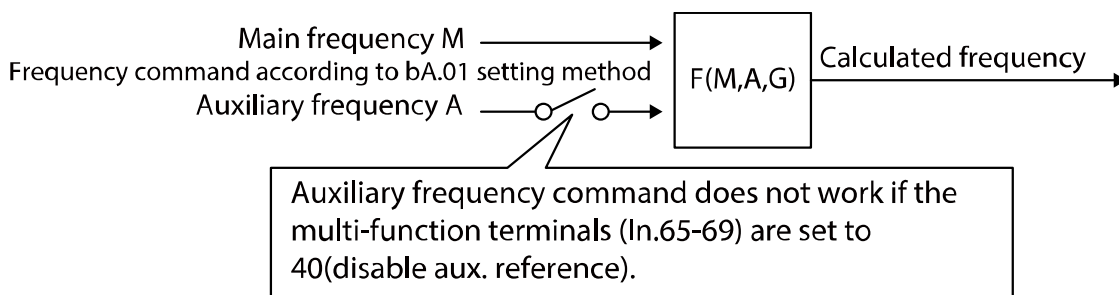 Main frequency M
Frequency command according to bA.01 setting method
Auxiliary frequency A
F(M,A,G)
Calculated frequency
Auxiliary frequency command does not work if the
multi-function terminals (In.65-69) are set to
40(disable aux. reference).